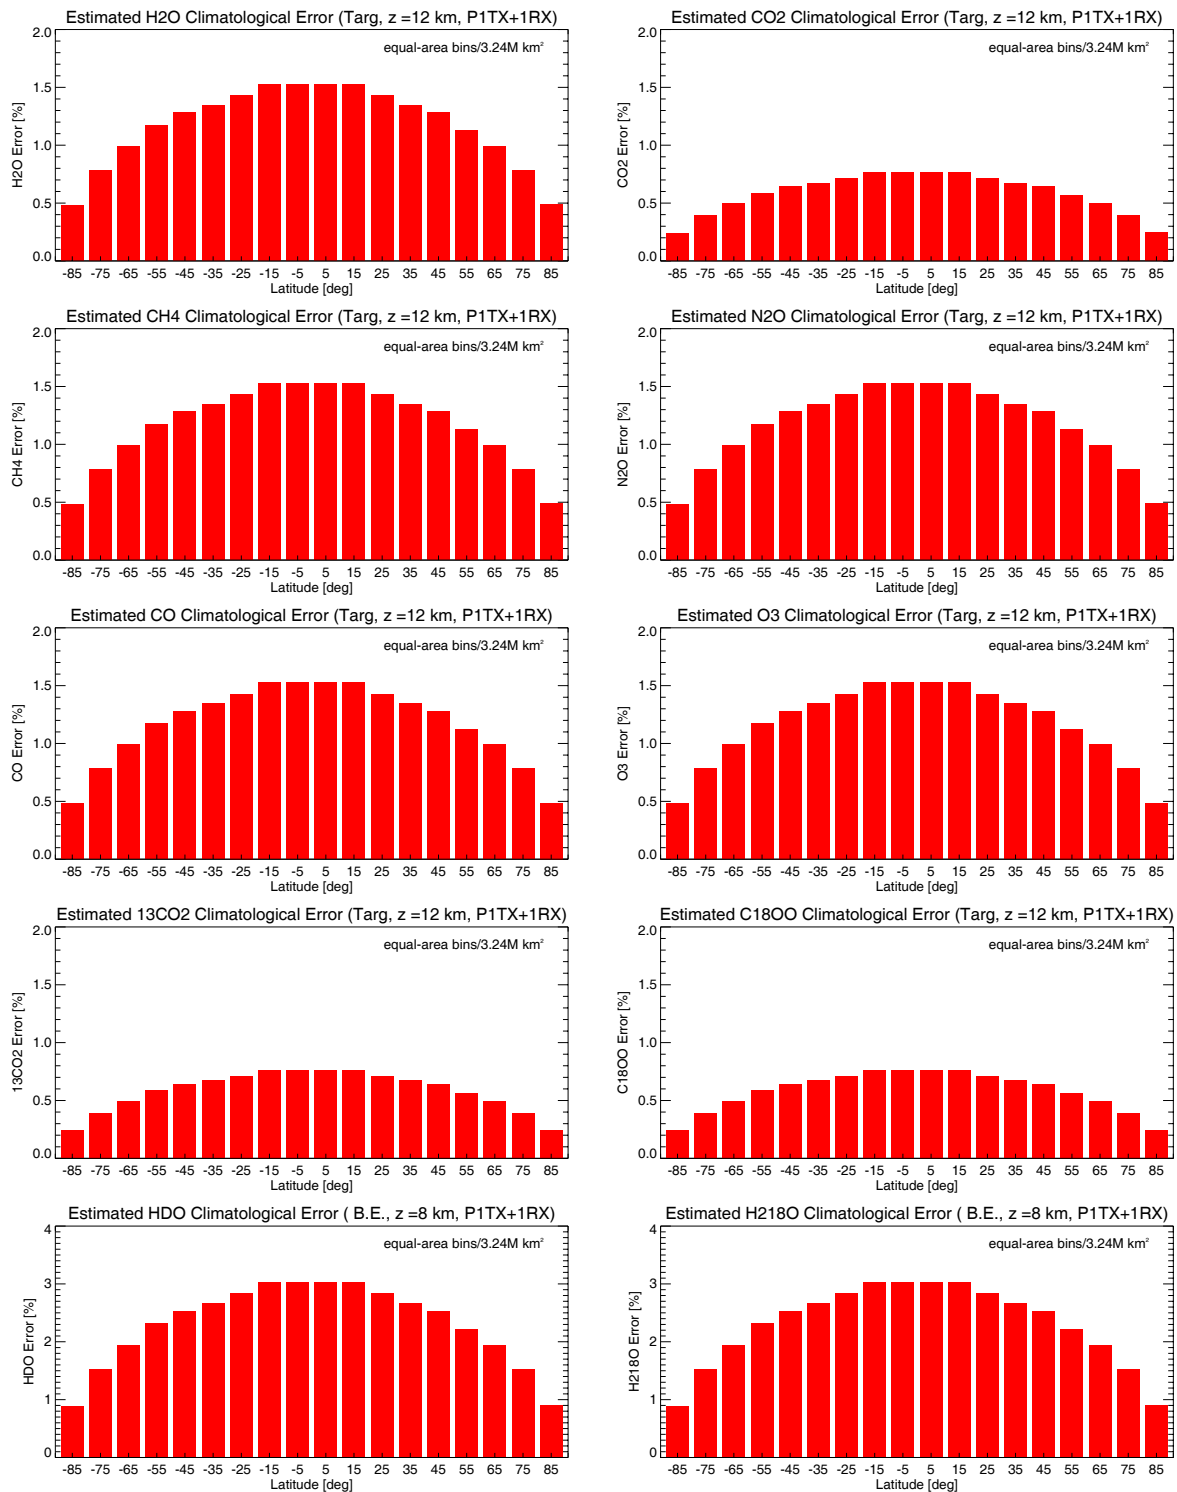 Estimated H2O Climatological Error (Targ, z =12 km, P1TX+1RX)
equal-area bins/3.24M km²
H2O Error [%]
2.0
1.5
1.0
0.5
0.0
-85 -75 -65 -55 -45 -35 -25 -15 -5 5 15 25 35 45 55 65 75 85
Latitude [deg]
Estimated CO2 Climatological Error (Targ, z =12 km, P1TX+1RX)
equal-area bins/3.24M km²
CO2 Error [%]
2.0
1.5
1.0
0.5
0.0
-85 -75 -65 -55 -45 -35 -25 -15 -5 5 15 25 35 45 55 65 75 85
Latitude [deg]
Estimated CH4 Climatological Error (Targ, z =12 km, P1TX+1RX)
equal-area bins/3.24M km²
CH4 Error [%]
2.0
1.5
1.0
0.5
0.0
-85 -75 -65 -55 -45 -35 -25 -15 -5 5 15 25 35 45 55 65 75 85
Latitude [deg]
Estimated N2O Climatological Error (Targ, z =12 km, P1TX+1RX)
equal-area bins/3.24M km²
N2O Error [%]
2.0
1.5
1.0
0.5
0.0
-85 -75 -65 -55 -45 -35 -25 -15 -5 5 15 25 35 45 55 65 75 85
Latitude [deg]
Estimated CO Climatological Error (Targ, z =12 km, P1TX+1RX)
equal-area bins/3.24M km²
CO Error [%]
2.0
1.5
1.0
0.5
0.0
-85 -75 -65 -55 -45 -35 -25 -15 -5 5 15 25 35 45 55 65 75 85
Latitude [deg]
Estimated O3 Climatological Error (Targ, z =12 km, P1TX+1RX)
equal-area bins/3.24M km²
O3 Error [%]
2.0
1.5
1.0
0.5
0.0
-85 -75 -65 -55 -45 -35 -25 -15 -5 5 15 25 35 45 55 65 75 85
Latitude [deg]
Estimated 13CO2 Climatological Error (Targ, z =12 km, P1TX+1RX)
equal-area bins/3.24M km²
13CO2 Error [%]
2.0
1.5
1.0
0.5
0.0
-85 -75 -65 -55 -45 -35 -25 -15 -5 5 15 25 35 45 55 65 75 85
Latitude [deg]
Estimated C18OO Climatological Error (Targ, z =12 km, P1TX+1RX)
equal-area bins/3.24M km²
C18OO Error [%]
2.0
1.5
1.0
0.5
0.0
-85 -75 -65 -55 -45 -35 -25 -15 -5 5 15 25 35 45 55 65 75 85
Latitude [deg]
Estimated HDO Climatological Error ( B.E., z =8 km, P1TX+1RX)
equal-area bins/3.24M km²
HDO Error [%]
4
3
2
1
0
-85 -75 -65 -55 -45 -35 -25 -15 -5 5 15 25 35 45 55 65 75 85
Latitude [deg]
Estimated H218O Climatological Error ( B.E., z =8 km, P1TX+1RX)
equal-area bins/3.24M km²
H218O Error [%]
4
3
2
1
0
-85 -75 -65 -55 -45 -35 -25 -15 -5 5 15 25 35 45 55 65 75 85
Latitude [deg]